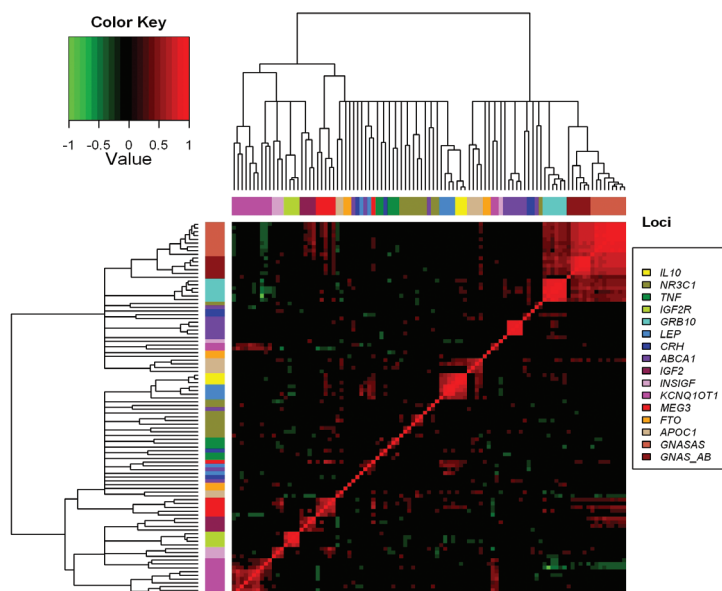 Color Key
-1 -0.5 0 0.5 1
Value
Loci
IL10
NR3C1
TNF
IGF2R
GRB10
LEP
CRH
ABCA1
IGF2
INSIGF
KCNQ1OT1
MEG3
FTO
APOC1
GNASAS
GNAS_AB